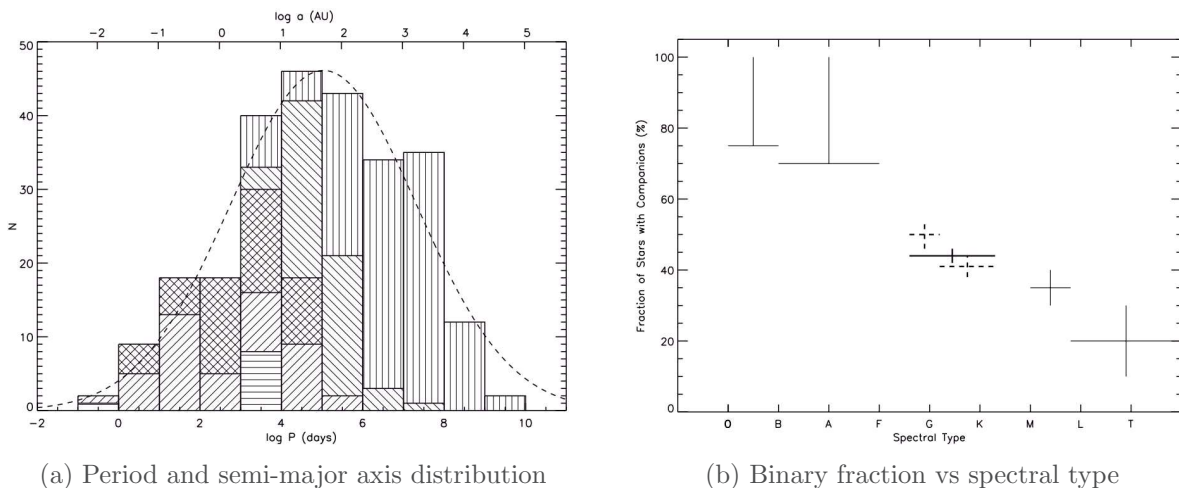 log a (AU)
-2 -1 0 1 2 3 4 5
50
40
30
20
10
0
N
-2 0 2 4 6 8 10
log P (days)
(a) Period and semi-major axis distribution
100
80
60
40
20
0
Fraction of Stars with Companions (%)
O B A F G K M L T
Spectral Type
(b) Binary fraction vs spectral type